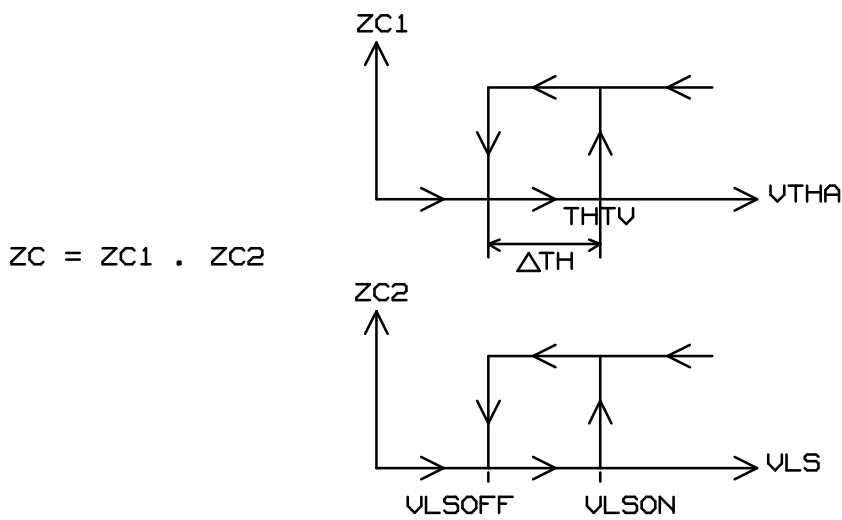 ZC1
VTHA
THTV
ΔTH
ZC = ZC1 . ZC2
ZC2
VLS
VLSOFF VLSON